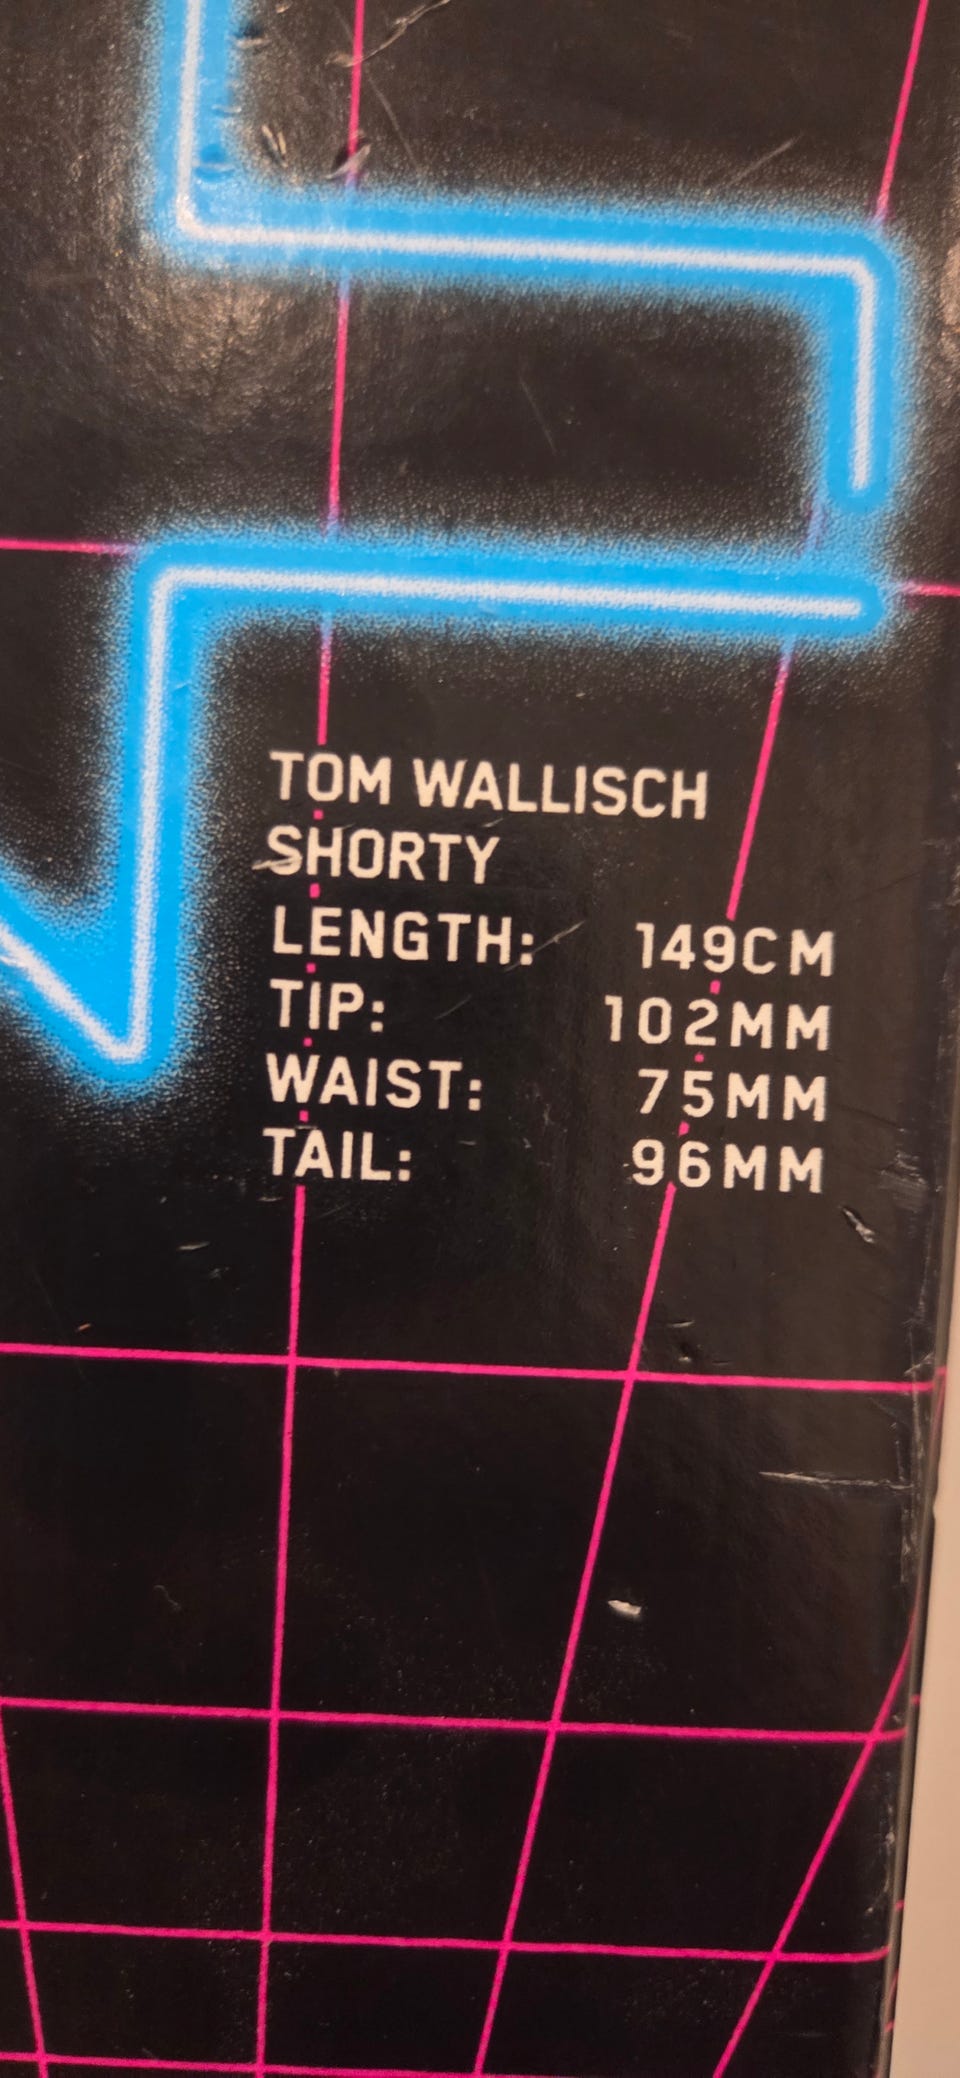 TOM WALLISCH
SHORTY
LENGTH: 149CM
TIP: 102MM
WAIST: 75MM
TAIL: 96MM